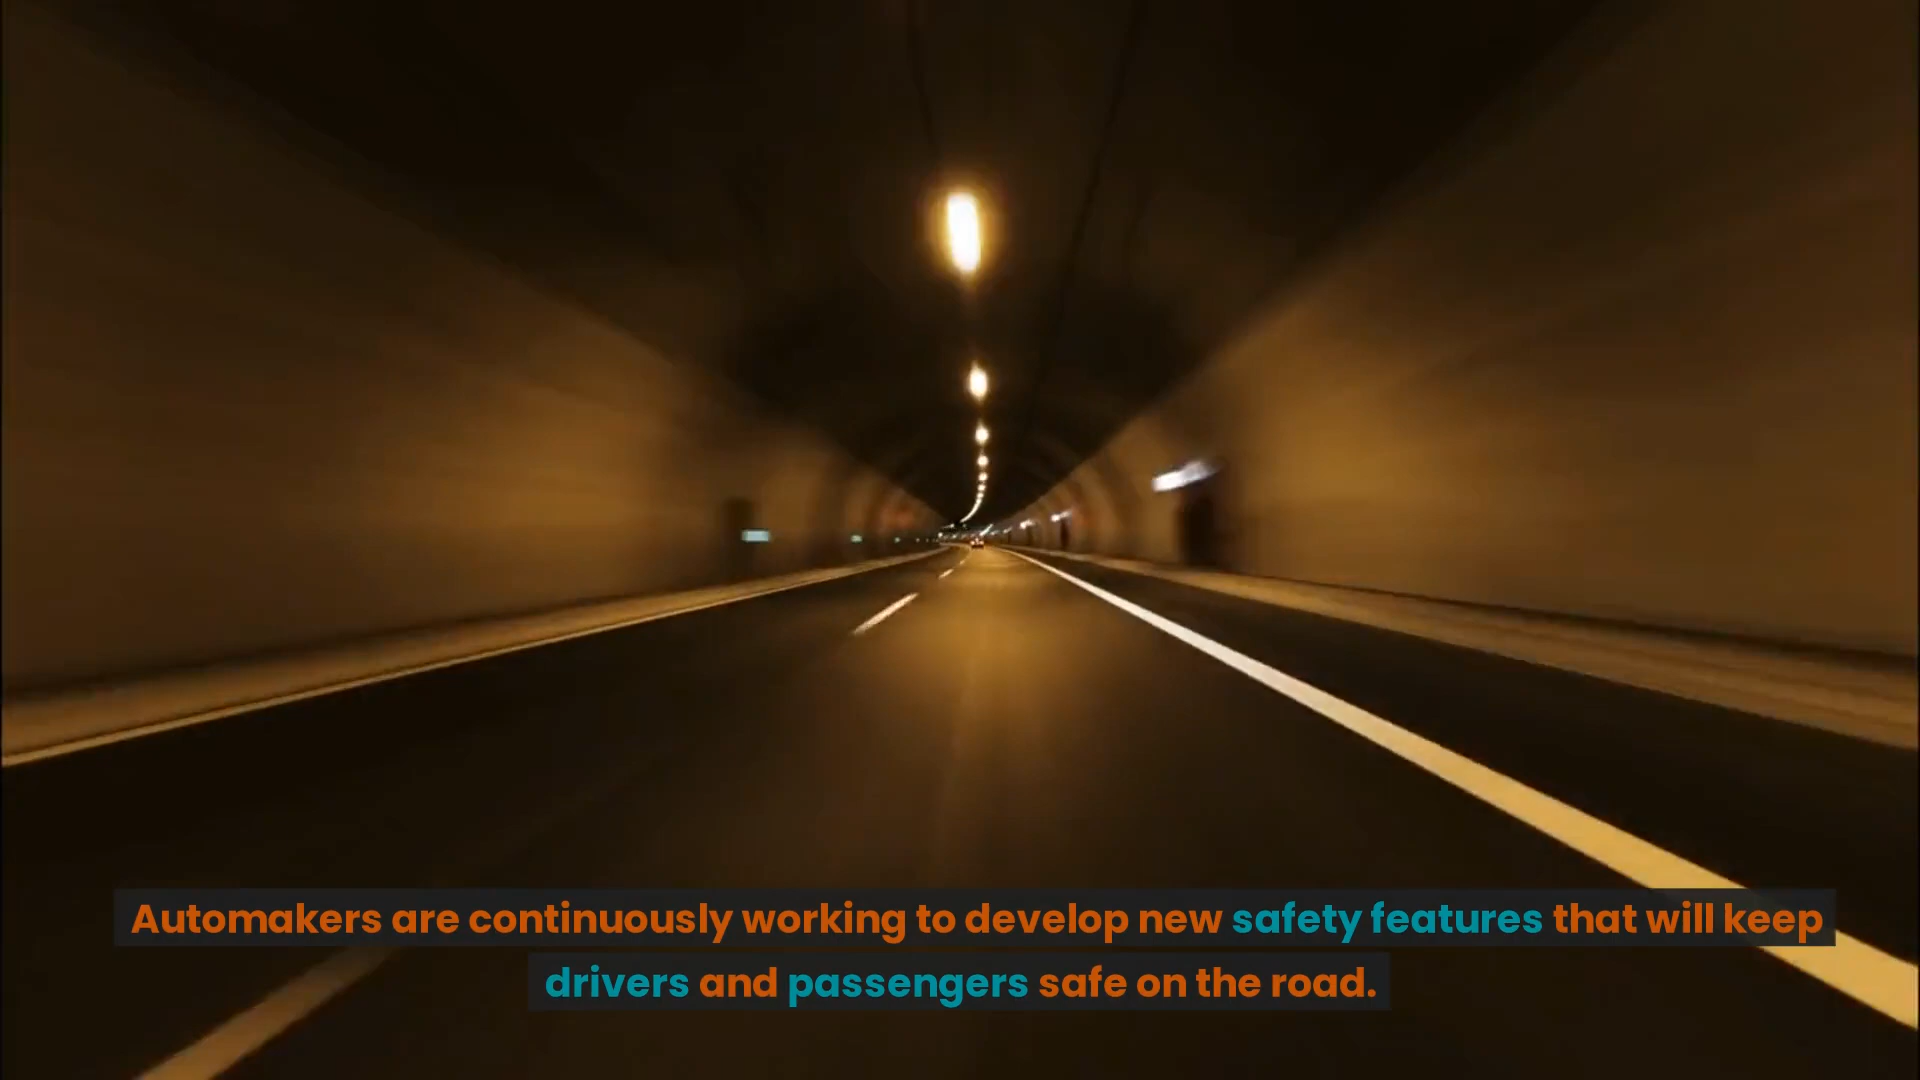 Automakers are continuously working to develop new safety features that will keep
drivers and passengers safe on the road.